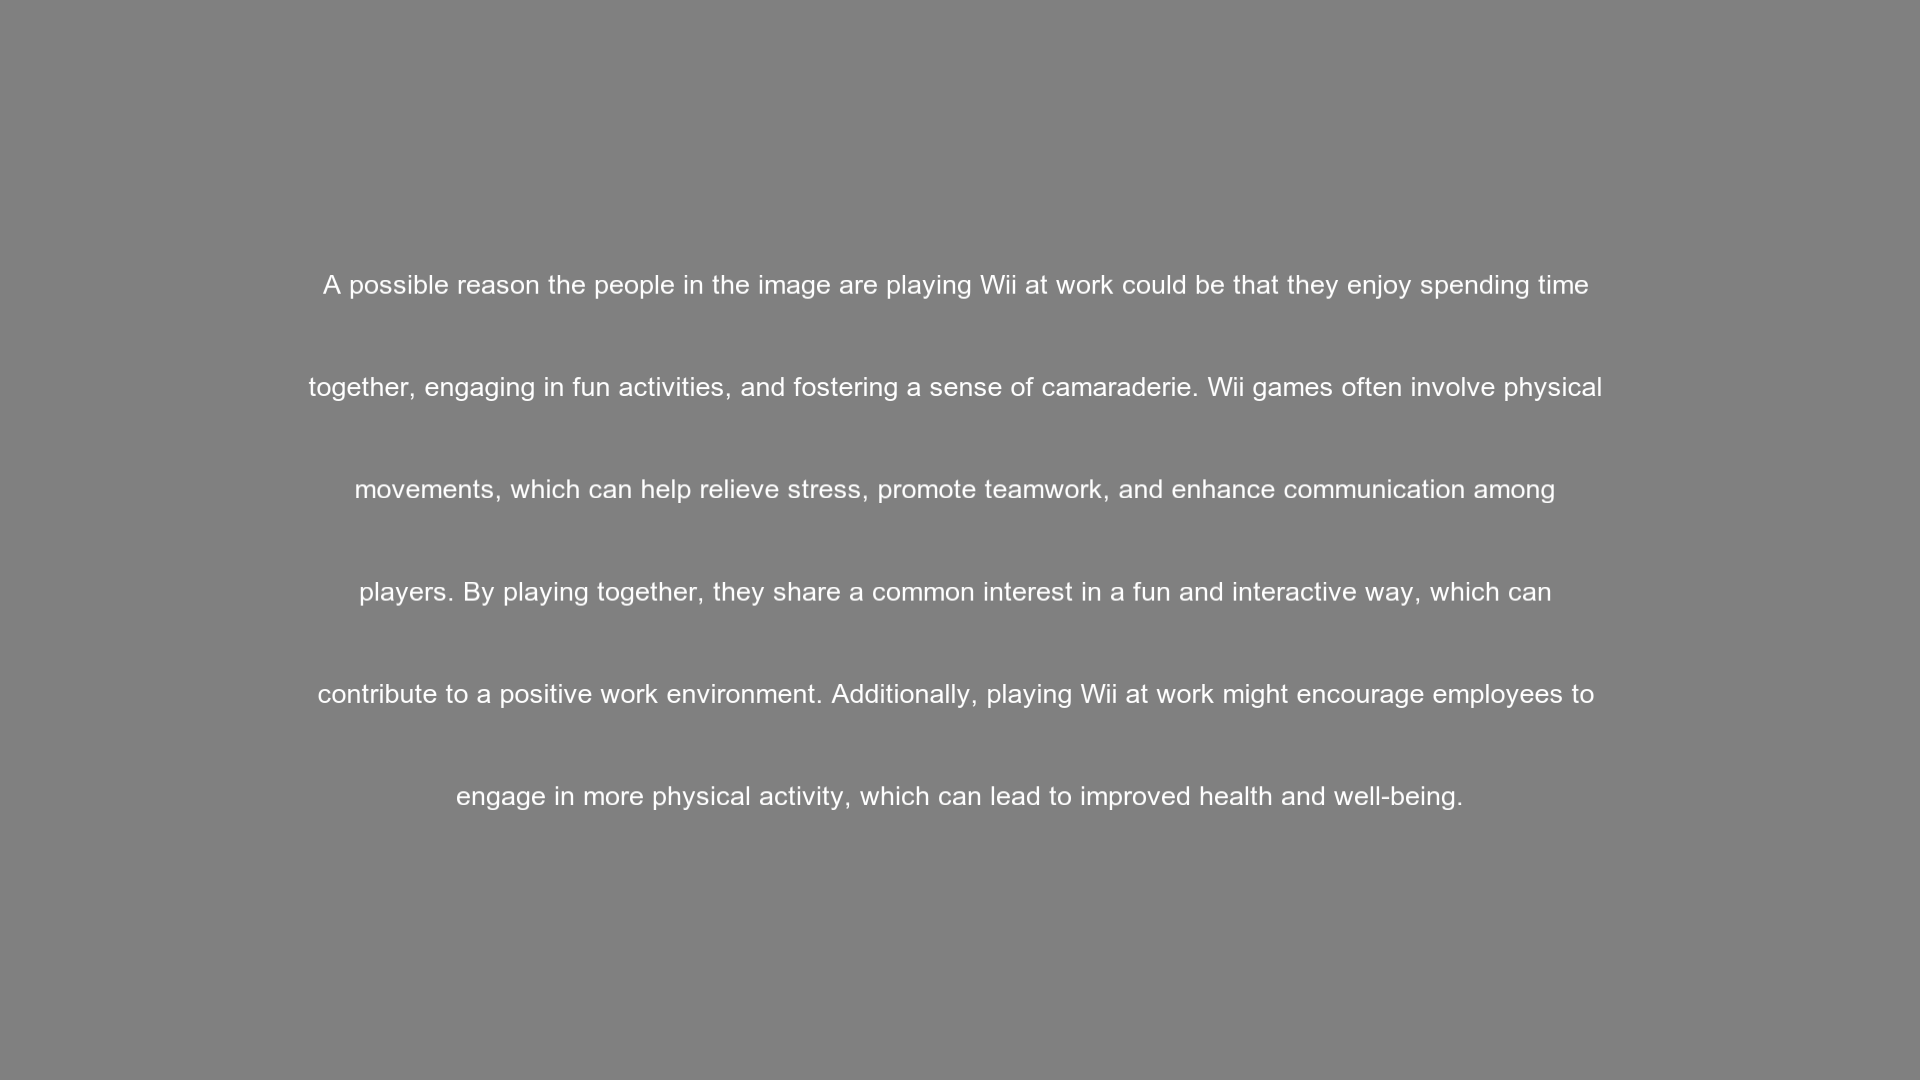 A possible reason the people in the image are playing Wii at work could be that they enjoy spending time
together, engaging in fun activities, and fostering a sense of camaraderie. Wii games often involve physical
movements, which can help relieve stress, promote teamwork, and enhance communication among
players. By playing together, they share a common interest in a fun and interactive way, which can
contribute to a positive work environment. Additionally, playing Wii at work might encourage employees to
engage in more physical activity, which can lead to improved health and well-being.